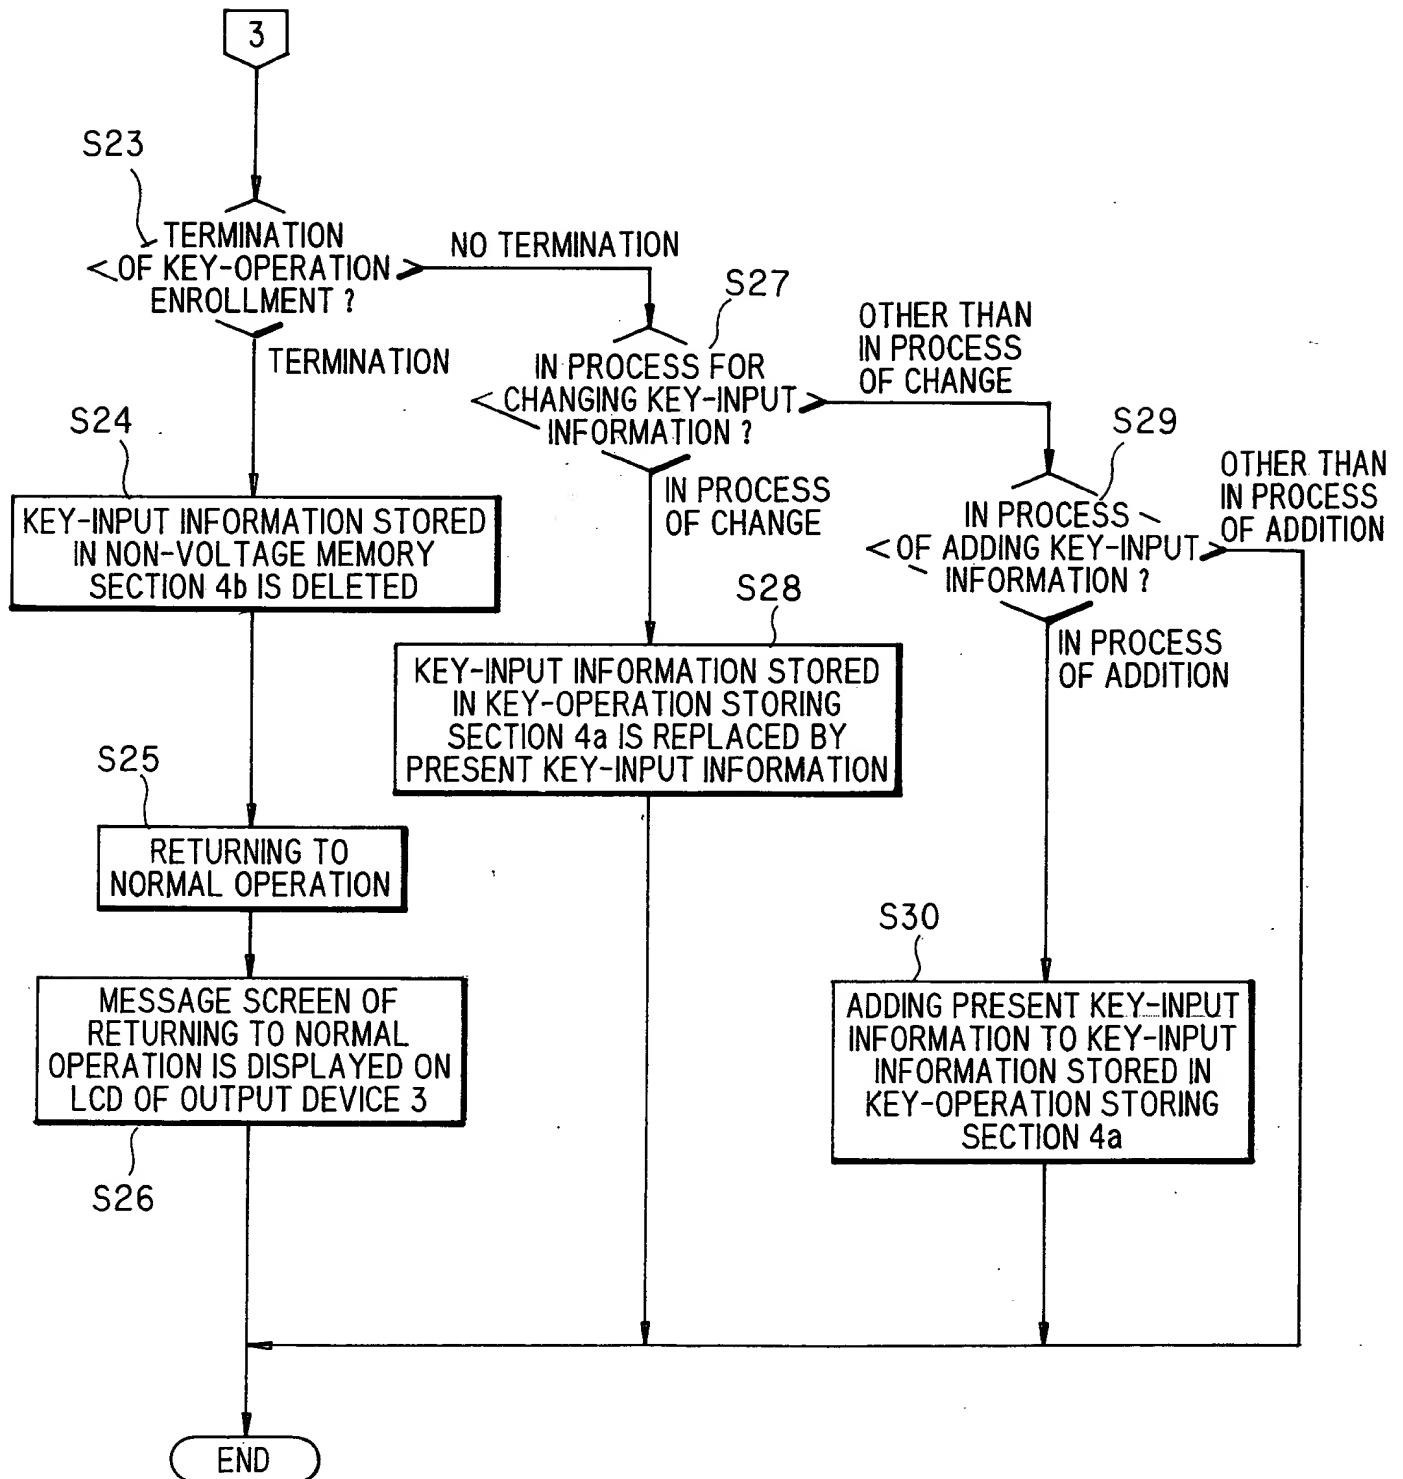 3
S23
TERMINATION
OF KEY-OPERATION
ENROLLMENT ?
NO TERMINATION
TERMINATION
S27
IN PROCESS FOR
CHANGING KEY-INPUT
INFORMATION ?
OTHER THAN
IN PROCESS
OF CHANGE
IN PROCESS
OF CHANGE
S29
IN PROCESS
OF ADDING KEY-INPUT
INFORMATION ?
OTHER THAN
IN PROCESS
OF ADDITION
IN PROCESS
OF ADDITION
S24
KEY-INPUT INFORMATION STORED
IN NON-VOLTAGE MEMORY
SECTION 4b IS DELETED
S28
KEY-INPUT INFORMATION STORED
IN KEY-OPERATION STORING
SECTION 4a IS REPLACED BY
PRESENT KEY-INPUT INFORMATION
S25
RETURNING TO
NORMAL OPERATION
S30
ADDING PRESENT KEY-INPUT
INFORMATION TO KEY-INPUT
INFORMATION STORED IN
KEY-OPERATION STORING
SECTION 4a
MESSAGE SCREEN OF
RETURNING TO NORMAL
OPERATION IS DISPLAYED ON
LCD OF OUTPUT DEVICE 3
S26
END